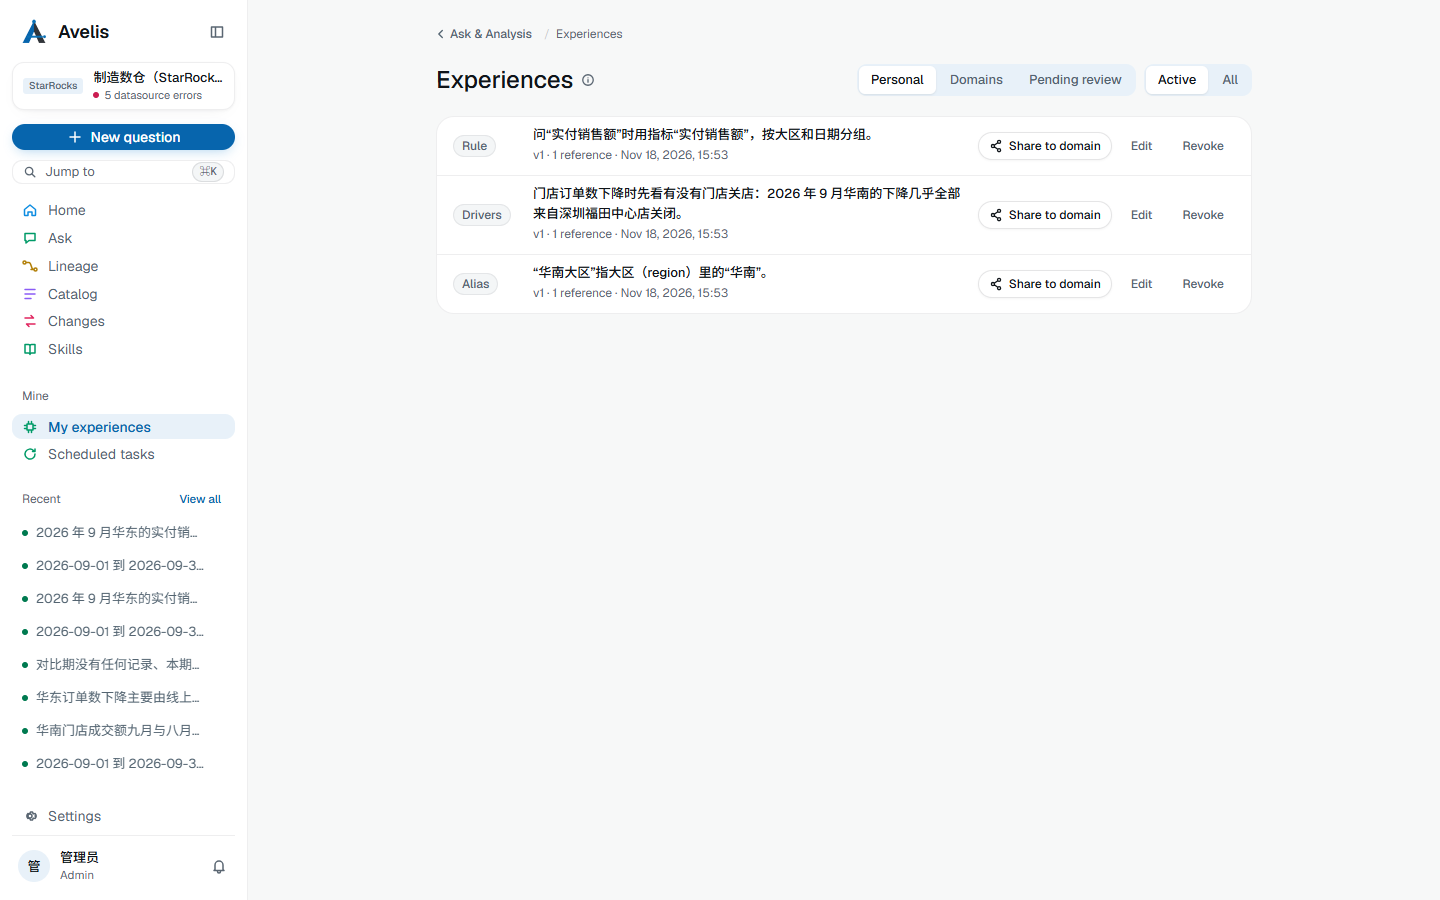 Avelis
StarRocks
制造数仓（StarRock...
5 datasource errors
New question
Jump to
⌘K
Home
Ask
Lineage
Catalog
Changes
Skills
Mine
My experiences
Scheduled tasks
Recent
View all
2026 年 9 月华东的实付销...
2026-09-01 到 2026-09-3...
2026 年 9 月华东的实付销...
2026-09-01 到 2026-09-3...
对比期没有任何记录、本期...
华东订单数下降主要由线上...
华南门店成交额九月与八月...
2026-09-01 到 2026-09-3...
Settings
管
管理员
Admin
Ask & Analysis / Experiences
Experiences
Personal
Domains
Pending review
Active
All
Rule
问“实付销售额”时用指标“实付销售额”，按大区和日期分组。
v1 · 1 reference · Nov 18, 2026, 15:53
Share to domain
Edit
Revoke
Drivers
门店订单数下降时先看有没有门店关店：2026 年 9 月华南的下降几乎全部
来自深圳福田中心店关闭。
v1 · 1 reference · Nov 18, 2026, 15:53
Share to domain
Edit
Revoke
Alias
“华南大区”指大区（region）里的“华南”。
v1 · 1 reference · Nov 18, 2026, 15:53
Share to domain
Edit
Revoke